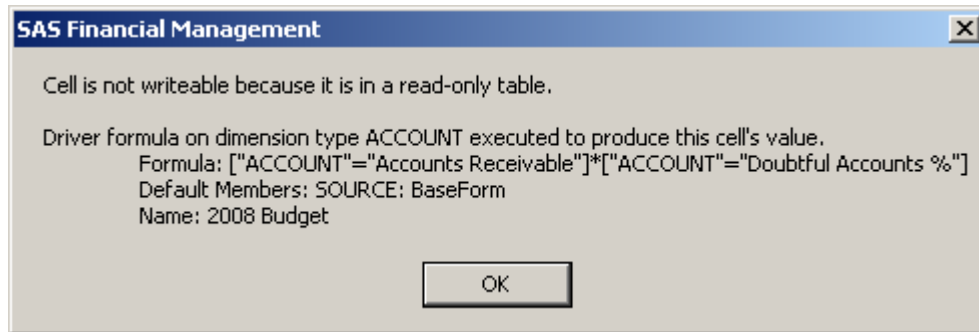 SAS Financial Management
Cell is not writeable because it is in a read-only table.
Driver formula on dimension type ACCOUNT executed to produce this cell's value.
Formula: ["ACCOUNT"="Accounts Receivable"]*["ACCOUNT"="Doubtful Accounts %"]
Default Members: SOURCE: BaseForm
Name: 2008 Budget
OK